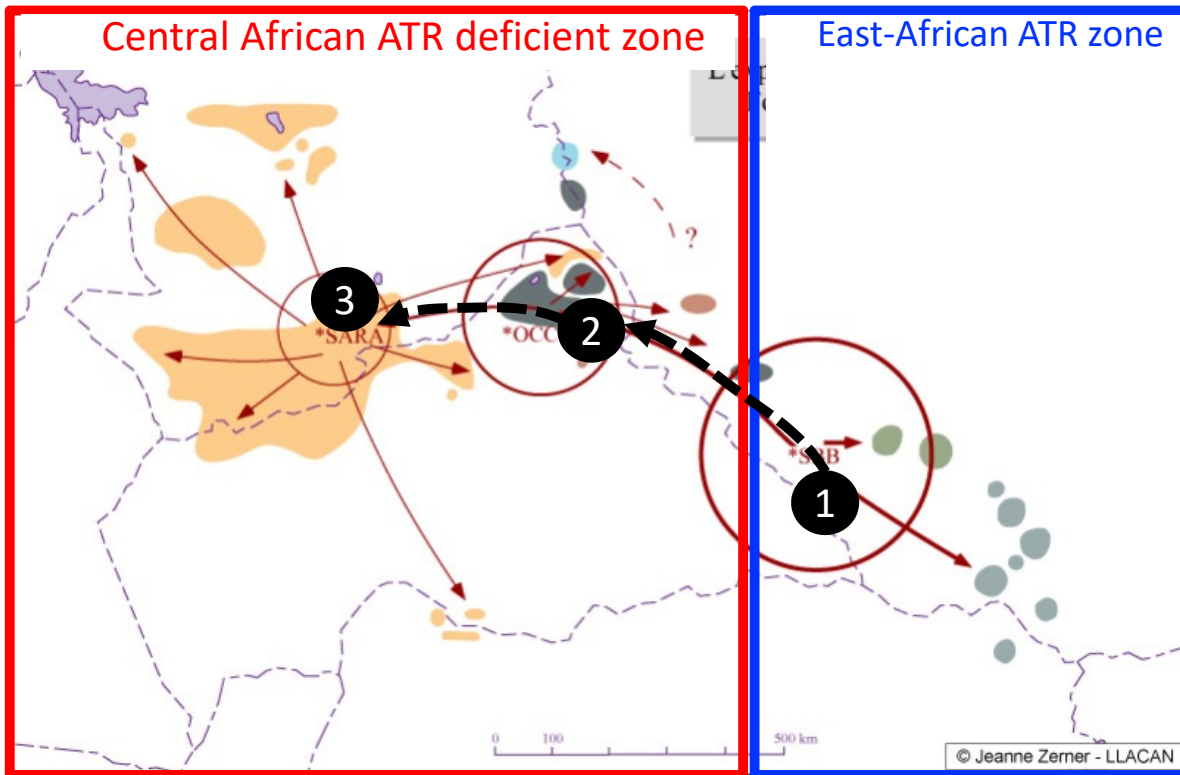 Central African ATR deficient zone
East-African ATR zone
?
3
*SARA
*OCC
2
*SBB
1
0 100 500 km
© Jeanne Zerner - LLACAN